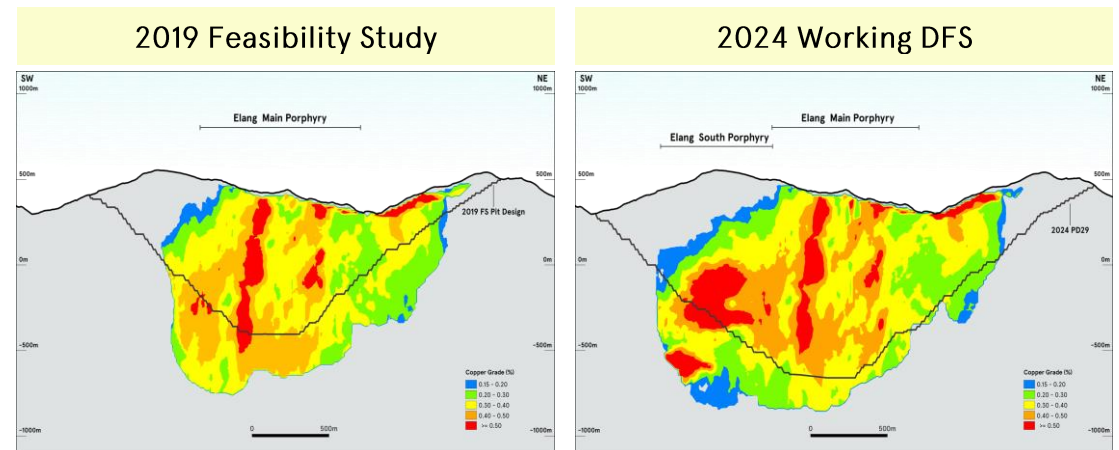 2019 Feasibility Study
SW
NE
1000m
1000m
Elang Main Porphyry
500m
500m
2019 FS Pit Design
0m
0m
-500m
-500m
Copper Grade (%)
0.15 - 0.20
0.20 - 0.30
0.30 - 0.40
0.40 - 0.50
>= 0.50
0
500m
-1000m
-1000m
2024 Working DFS
SW
NE
1000m
1000m
Elang Main Porphyry
Elang South Porphyry
500m
500m
2024 PD29
0m
0m
-500m
-500m
Copper Grade (%)
0.15 - 0.20
0.20 - 0.30
0.30 - 0.40
0.40 - 0.50
>= 0.50
0
500m
-1000m
-1000m